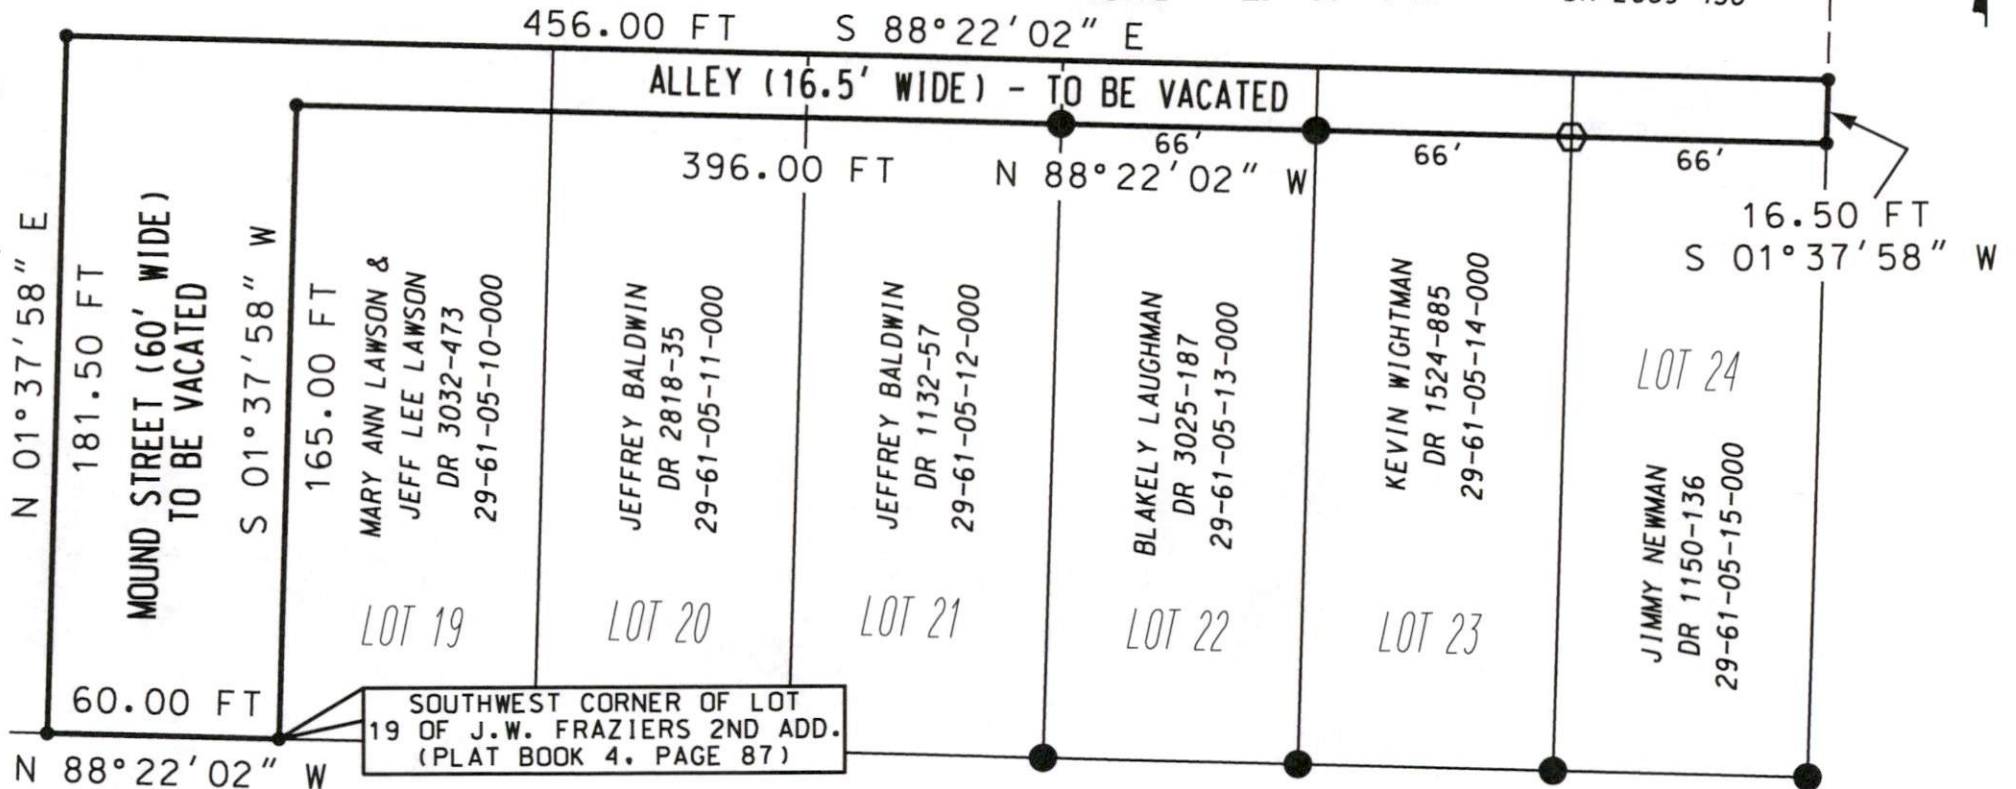 456.00 FT S 88°22'02" E
ALLEY (16.5' WIDE) - TO BE VACATED
396.00 FT N 88°22'02" W
66'
66'
66'
16.50 FT
S 01°37'58" W
N 01°37'58" E
181.50 FT
MOUND STREET (60' WIDE)
TO BE VACATED
S 01°37'58" W
165.00 FT
MARY ANN LAWSON &
JEFF LEE LAWSON
DR 3032-473
29-61-05-10-000
LOT 19
JEFFREY BALDWIN
DR 2818-35
29-61-05-11-000
LOT 20
JEFFREY BALDWIN
DR 1132-57
29-61-05-12-000
LOT 21
BLAKELY LAUGHMAN
DR 3025-187
29-61-05-13-000
LOT 22
KEVIN WIGHTMAN
DR 1524-885
29-61-05-14-000
LOT 23
LOT 24
JIMMY NEWMAN
DR 1150-136
29-61-05-15-000
60.00 FT
N 88°22'02" W
SOUTHWEST CORNER OF LOT
19 OF J.W. FRAZIERS 2ND ADD.
(PLAT BOOK 4, PAGE 87)